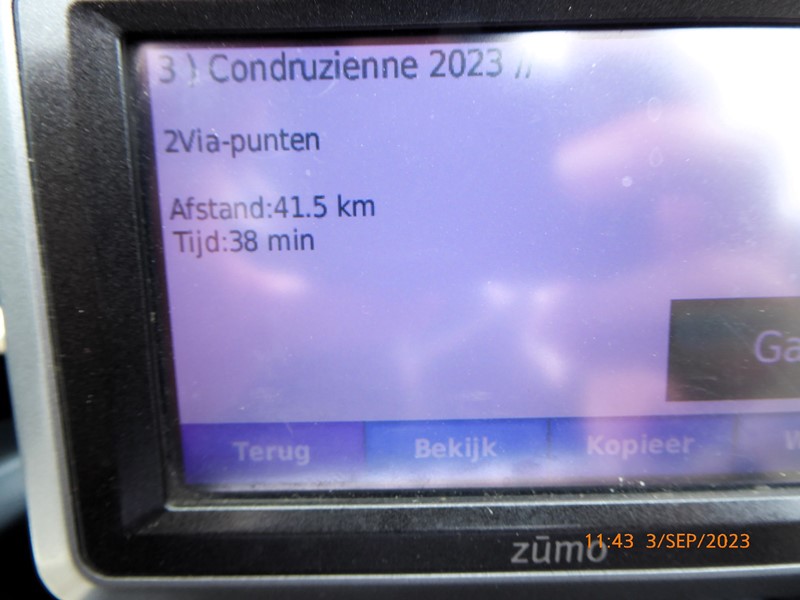 3 ) Condruzienne 2023 //
2Via-punten
Afstand:41.5 km
Tijd:38 min
Ga
Terug Bekijk Kopieer W
zūmo
11:43 3/SEP/2023